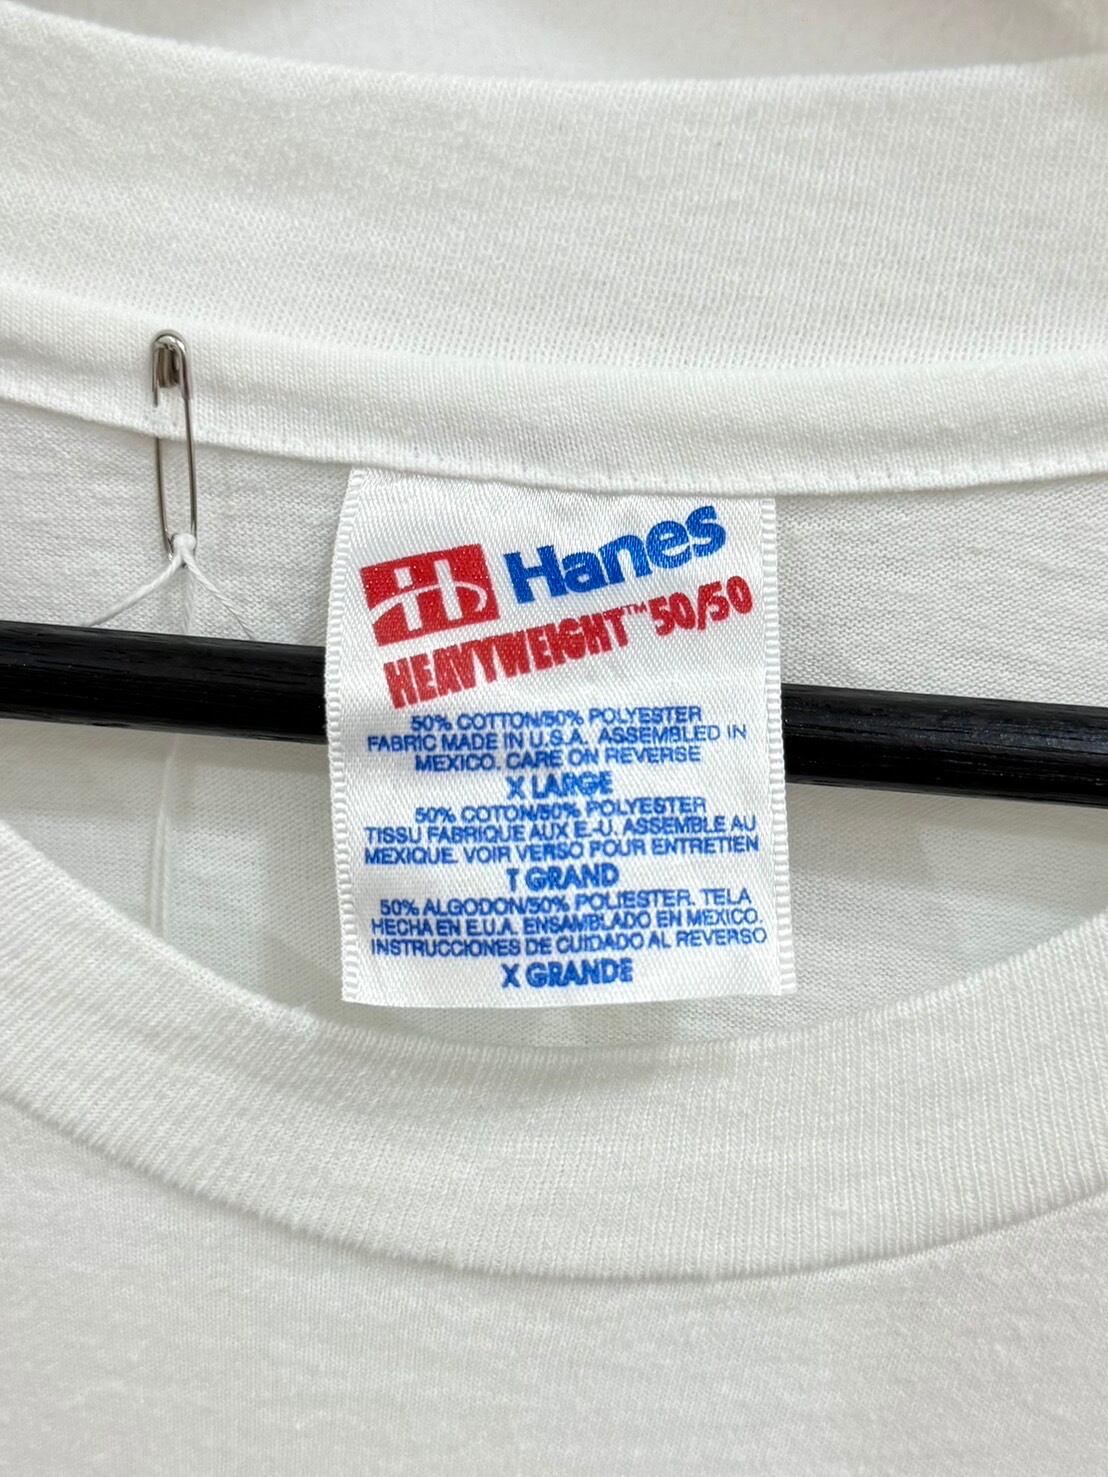 Hanes
HEAVYWEIGHT™ 50/50
50% COTTON/50% POLYESTER
FABRIC MADE IN U.S.A. ASSEMBLED IN
MEXICO. CARE ON REVERSE
X LARGE
50% COTON/50% POLYESTER
TISSU FABRIQUE AUX E.-U. ASSEMBLE AU
MEXIQUE. VOIR VERSO POUR ENTRETIEN
T GRAND
50% ALGODON/50% POLIESTER. TELA
HECHA EN E.U.A. ENSAMBLADO EN MEXICO.
INSTRUCCIONES DE CUIDADO AL REVERSO
X GRANDE